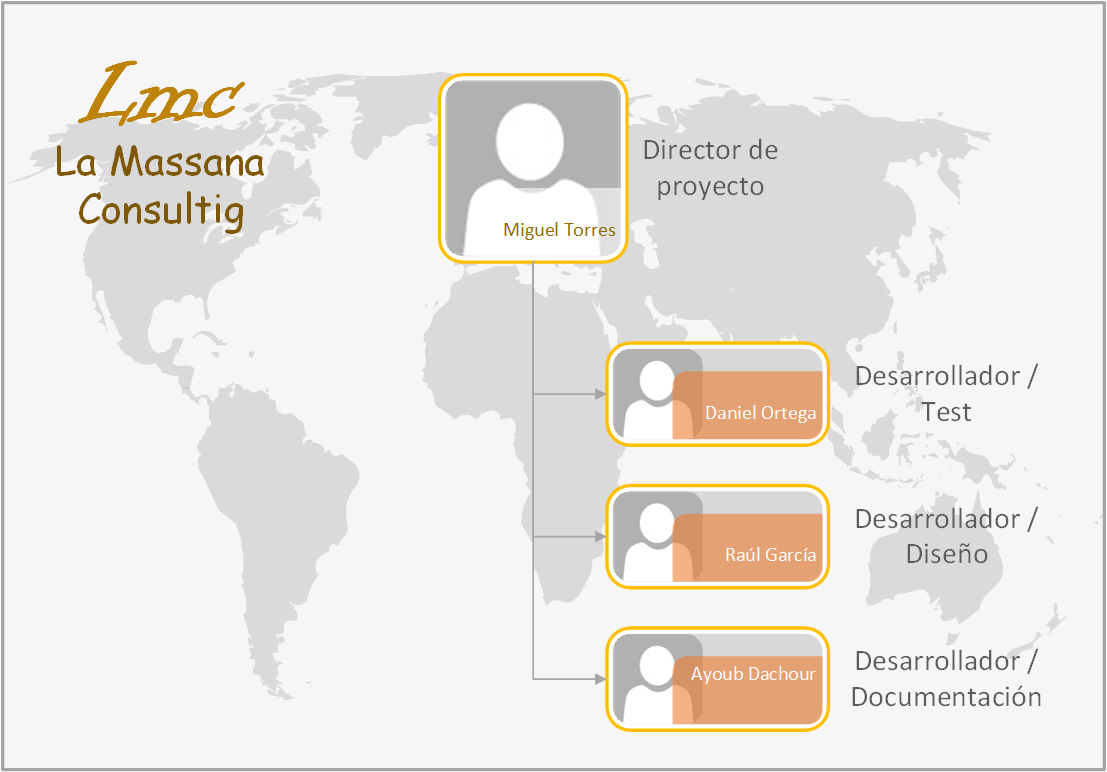 Lmc
La Massana
Consultig
Miguel Torres
Director de
proyecto
Daniel Ortega
Desarrollador /
Test
Raúl García
Desarrollador /
Diseño
Ayoub Dachour
Desarrollador /
Documentación